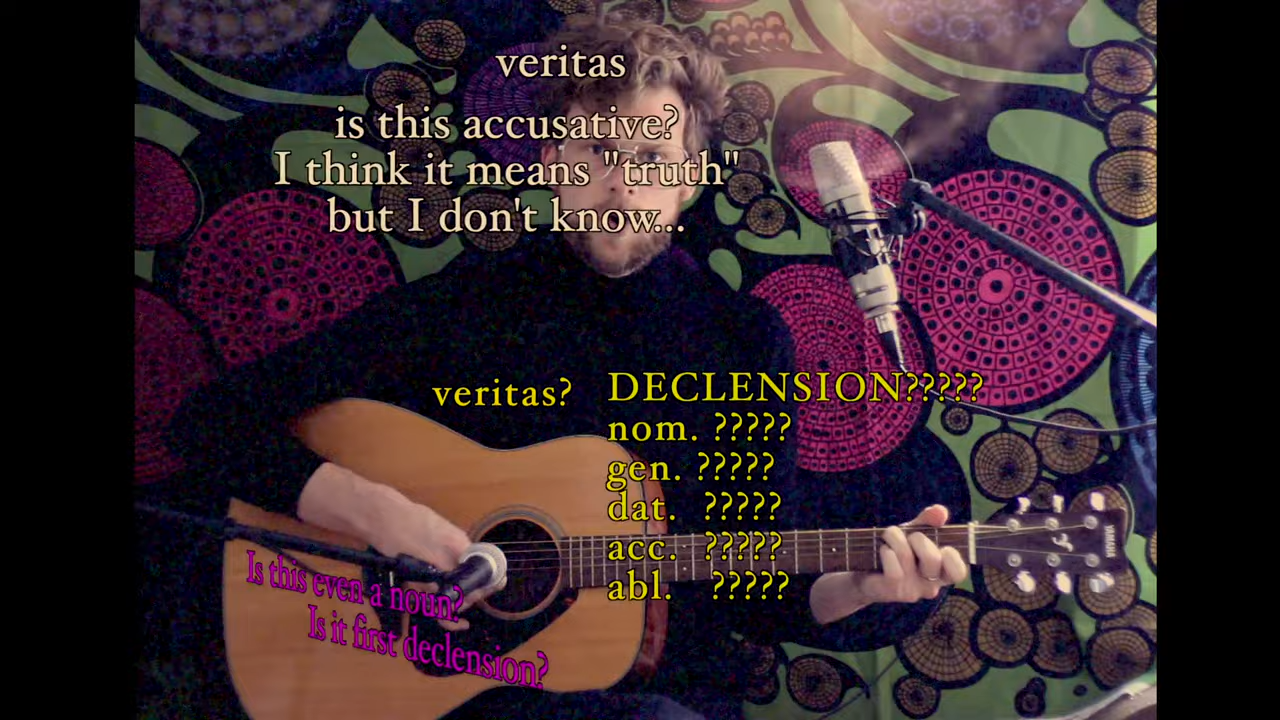 veritas
is this accusative?
I think it means "truth"
but I don't know...
veritas?
DECLENSION?????
nom. ?????
gen. ?????
dat. ?????
acc. ?????
abl. ?????
Is this even a noun?
Is it first declension?
YAMAHA